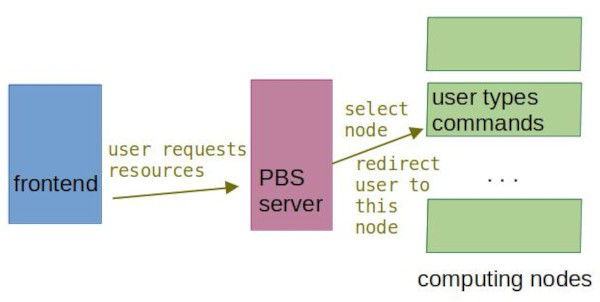 frontend
user requests
resources
PBS
server
select
node
redirect
user to
this
node
user types
commands
. . .
computing nodes